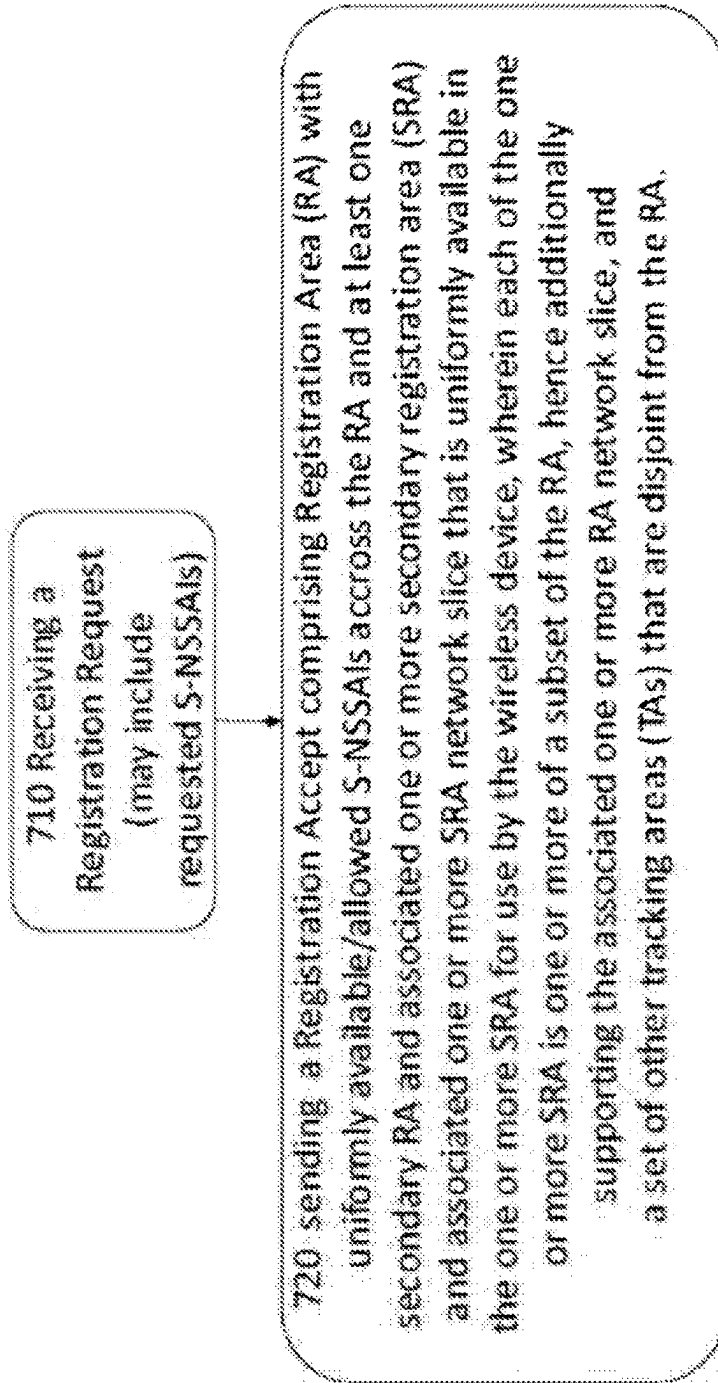 710 Receiving a
Registration Request
(may include
requested S-NSSAIs)
720 sending a Registration Accept comprising Registration Area (RA) with
uniformly available/allowed S-NSSAIs accross the RA and at least one
secondary RA and associated one or more secondary registration area (SRA)
and associated one or more SRA network slice that is uniformly available in
the one or more SRA for use by the wireless device, wherein each of the one
or more SRA is one or more of a subset of the RA, hence additionally
supporting the associated one or more RA network slice, and
a set of other tracking areas (TAs) that are disjoint from the RA.